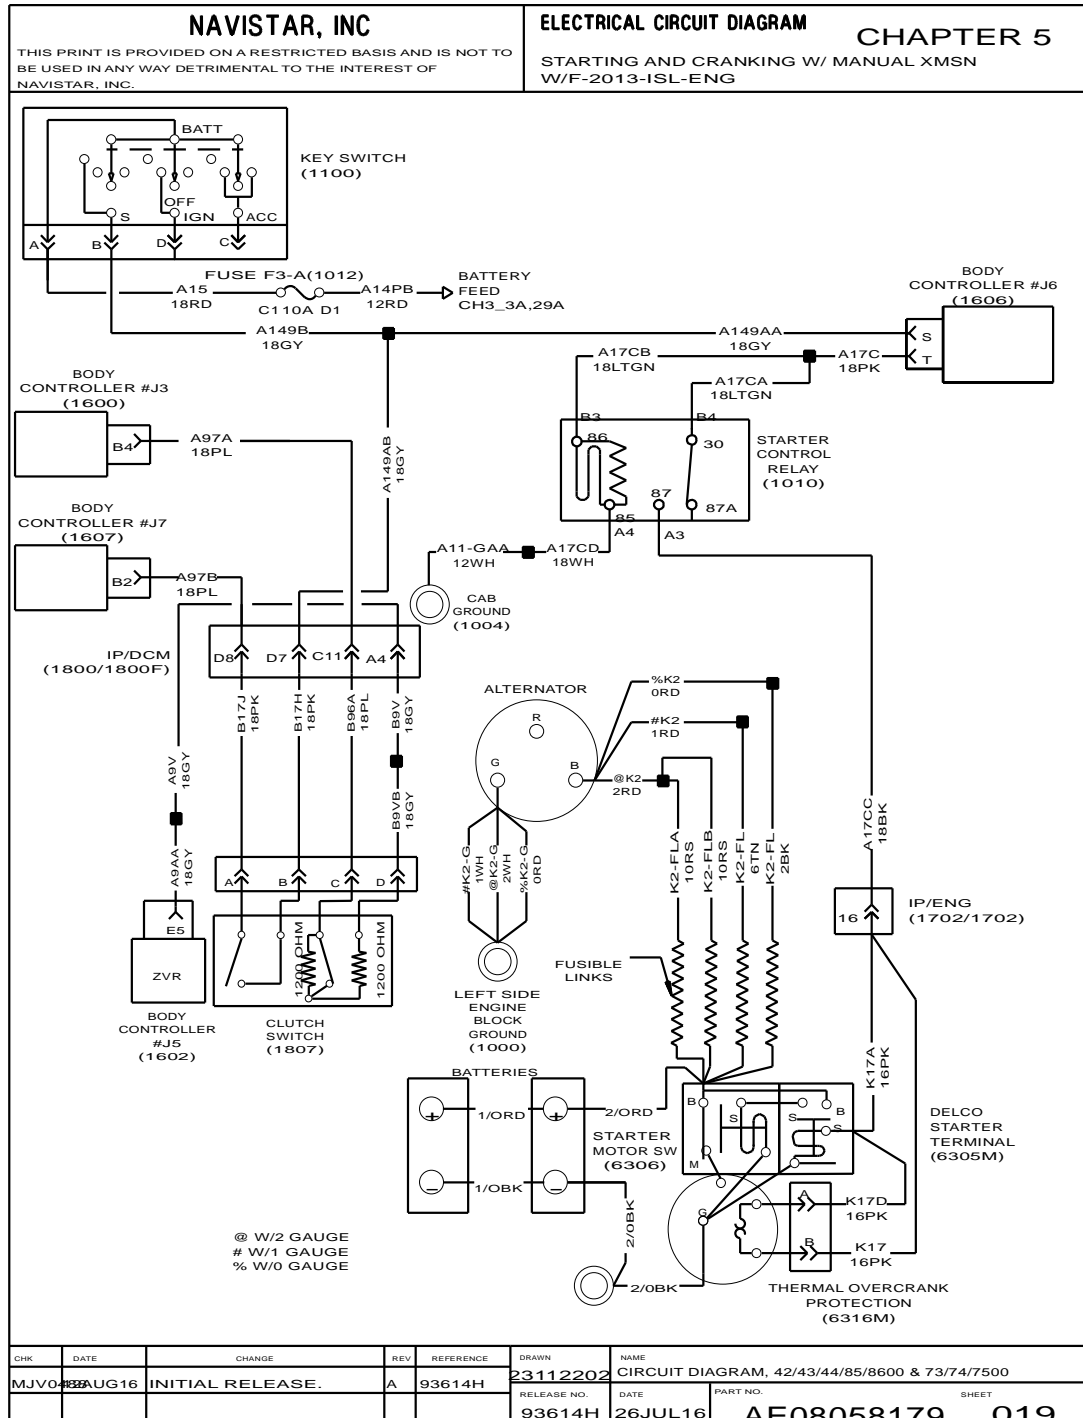 NAVISTAR, INC
THIS PRINT IS PROVIDED ON A RESTRICTED BASIS AND IS NOT TO
BE USED IN ANY WAY DETRIMENTAL TO THE INTEREST OF
NAVISTAR, INC.
ELECTRICAL CIRCUIT DIAGRAM
CHAPTER 5
STARTING AND CRANKING W/ MANUAL XMSN
W/F-2013-ISL-ENG
BATT
OFF
S
IGN
ACC
A
B
D
C
KEY SWITCH
(1100)
FUSE F3-A(1012)
A15
18RD
C110A D1
A14PB
12RD
BATTERY
FEED
CH3_3A,29A
A149B
18GY
A149AA
18GY
BODY
CONTROLLER #J6
(1606)
S
T
A17CB
18LTGN
A17C
18PK
A17CA
18LTGN
BODY
CONTROLLER #J3
(1600)
B4
A97A
18PL
A149AB
18GY
B3
B4
86
30
87
87A
85
A4
A3
STARTER
CONTROL
RELAY
(1010)
BODY
CONTROLLER #J7
(1607)
B2
A97B
18PL
A11-GAA
12WH
A17CD
18WH
CAB
GROUND
(1004)
IP/DCM
(1800/1800F)
D8
D7
C11
A4
B17J
18PK
B17H
18PK
B96A
18PL
B9V
18GY
A9V
18GY
B9VB
18GY
A9AA
18GY
ALTERNATOR
R
G
B
%K2
0RD
#K2
1RD
@K2
2RD
#K2-G
1WH
@K2-G
2WH
%K2-G
0RD
K2-FLA
10RS
K2-FLB
10RS
K2-FL
6TN
K2-FL
2BK
A17CC
18BK
A
B
C
D
E5
ZVR
BODY
CONTROLLER
#J5
(1602)
1200 OHM
1200 OHM
CLUTCH
SWITCH
(1807)
LEFT SIDE
ENGINE
BLOCK
GROUND
(1000)
FUSIBLE
LINKS
16
IP/ENG
(1702/1702)
K17A
16PK
BATTERIES
+
+
−
−
1/ORD
2/ORD
1/OBK
2/0BK
2/0BK
STARTER
MOTOR SW
(6306)
B
S
S
B
S
M
G
DELCO
STARTER
TERMINAL
(6305M)
A
B
K17D
16PK
K17
16PK
THERMAL OVERCRANK
PROTECTION
(6316M)
@ W/2 GAUGE
# W/1 GAUGE
% W/0 GAUGE
CHK
DATE
CHANGE
REV
REFERENCE
INITIAL RELEASE.
A
93614H
DRAWN
23112202
NAME
CIRCUIT DIAGRAM, 42/43/44/85/8600 & 73/74/7500
RELEASE NO.
93614H
DATE
26JUL16
PART NO.
AE08058179
SHEET
019